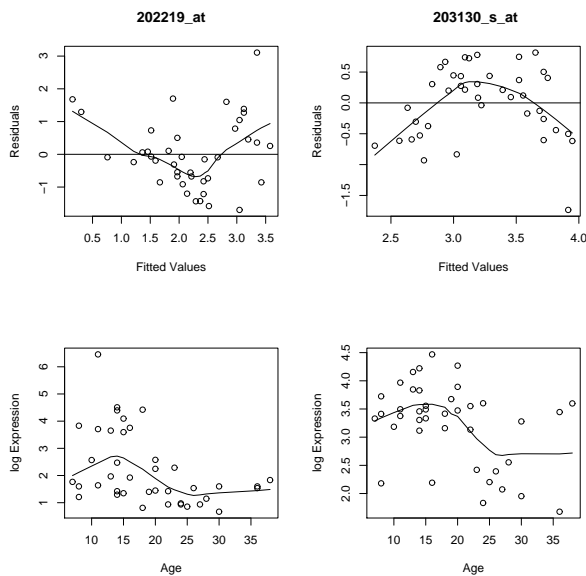 202219_at
203130_s_at
Residuals
3
2
1
0
−1
0.5 1.0 1.5 2.0 2.5 3.0 3.5
Fitted Values
Residuals
0.5
−0.5
−1.5
2.5 3.0 3.5 4.0
Fitted Values
log Expression
6
5
4
3
2
1
10 15 20 25 30 35
Age
log Expression
4.5
4.0
3.5
3.0
2.5
2.0
10 15 20 25 30 35
Age